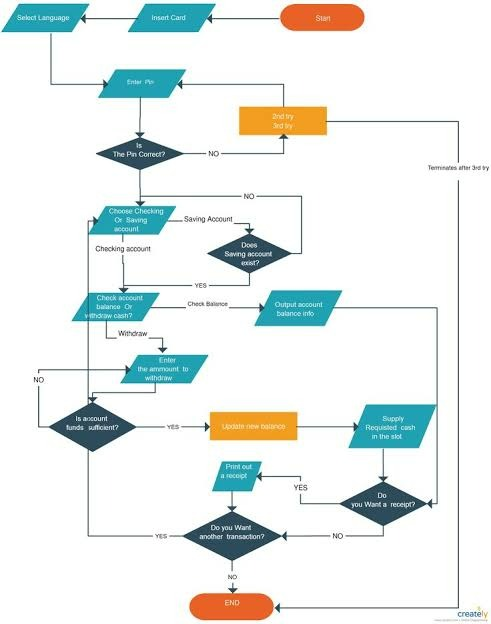 Select Language
Insert Card
Start
Enter Pin
2nd try
3rd try
Is
The Pin Correct?
NO
Terminates after 3rd try
NO
Choose Checking
Or Saving
account
Saving Account
Checking account
Does
Saving account
exist?
YES
Check account
balance Or
withdraw cash?
Check Balance
Output account
balance info
Withdraw
Enter
the ammount to
withdraw
NO
Is account
funds sufficient?
YES
Update new balance
Supply
Requisted cash
in the slot
Print out
a receipt
YES
Do
you Want a receipt?
Do you Want
another transaction?
YES
NO
NO
END
creately